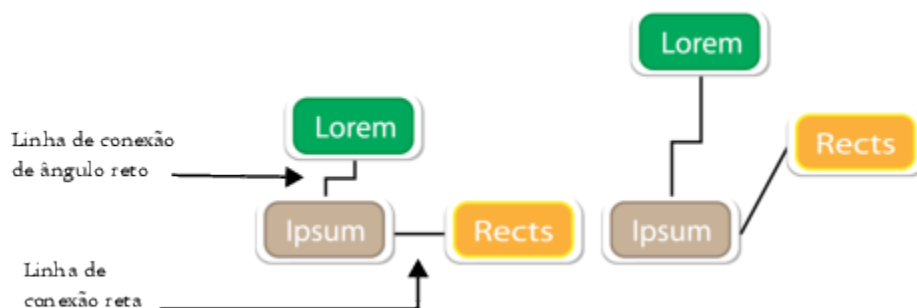 Lorem
Lorem
Linha de conexão
de ângulo reto
Rects
Ipsum
Rects
Ipsum
Linha de
conexão reta